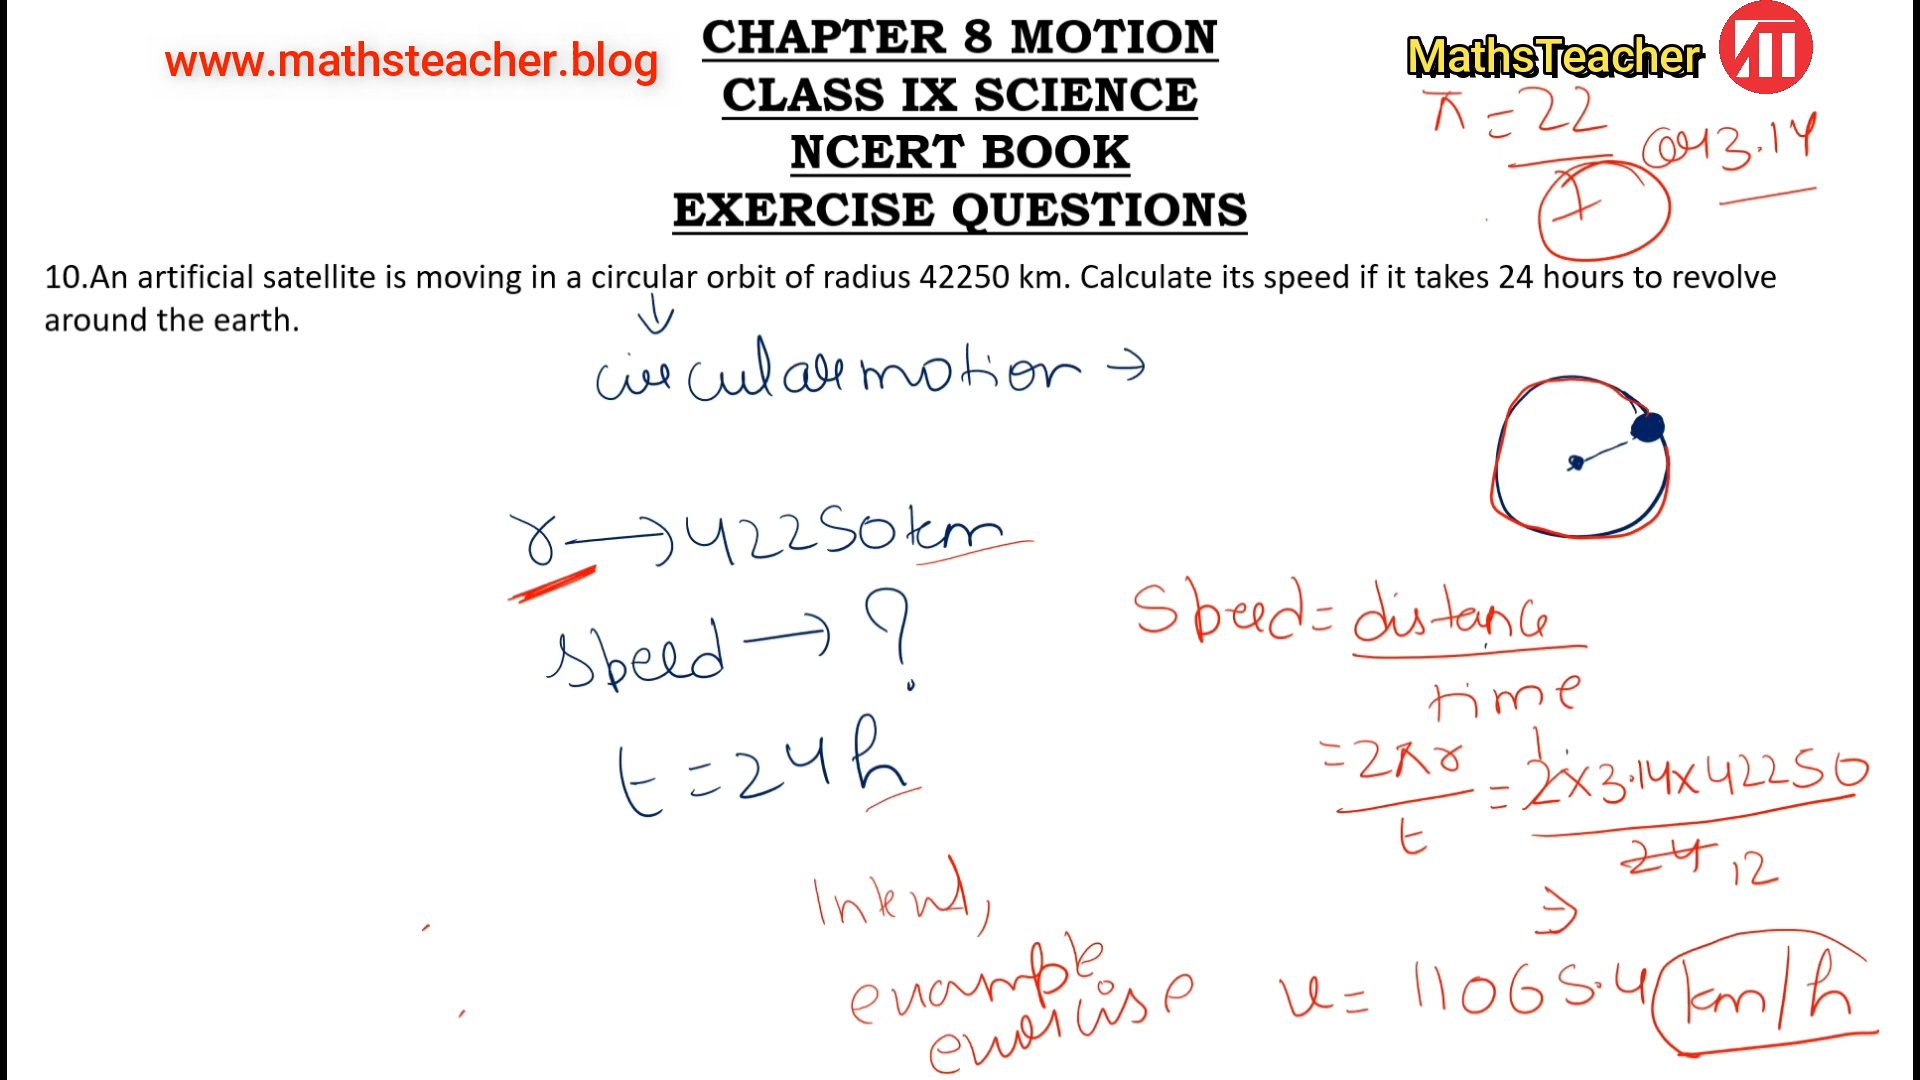 www.mathsteacher.blog
CHAPTER 8 MOTION
MathsTeacher
CLASS IX SCIENCE
NCERT BOOK
EXERCISE QUESTIONS
π = 22/7 or 3.14
10.An artificial satellite is moving in a circular orbit of radius 42250 km. Calculate its speed if it takes 24 hours to revolve
around the earth.
↓
circular motion →
r → 42250 km
speed → ?
t = 24 h
Speed = distance
time
= 2πr = 2 × 3.14 × 42250
t 24 12
⇒
v = 11065.4 km/h
Intext,
example
exercise